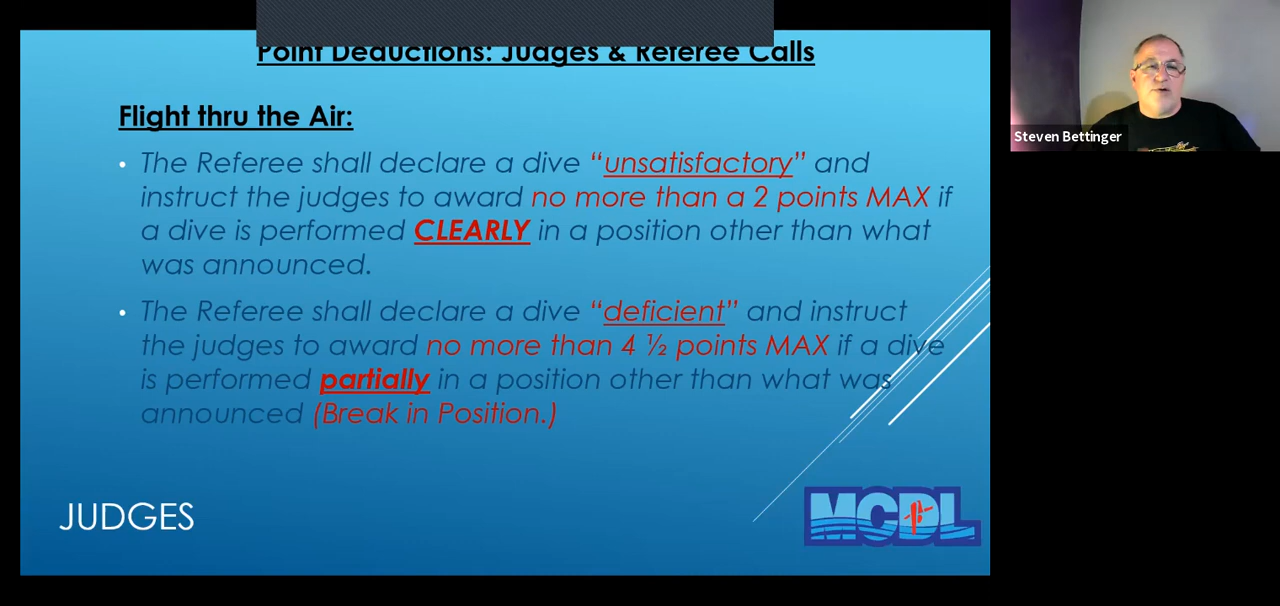 Point Deductions: Judges & Referee Calls
Flight thru the Air:
• The Referee shall declare a dive “unsatisfactory” and
instruct the judges to award no more than a 2 points MAX if
a dive is performed CLEARLY in a position other than what
was announced.
• The Referee shall declare a dive “deficient” and instruct
the judges to award no more than 4 ½ points MAX if a dive
is performed partially in a position other than what was
announced (Break in Position.)
JUDGES
MCDL
Steven Bettinger